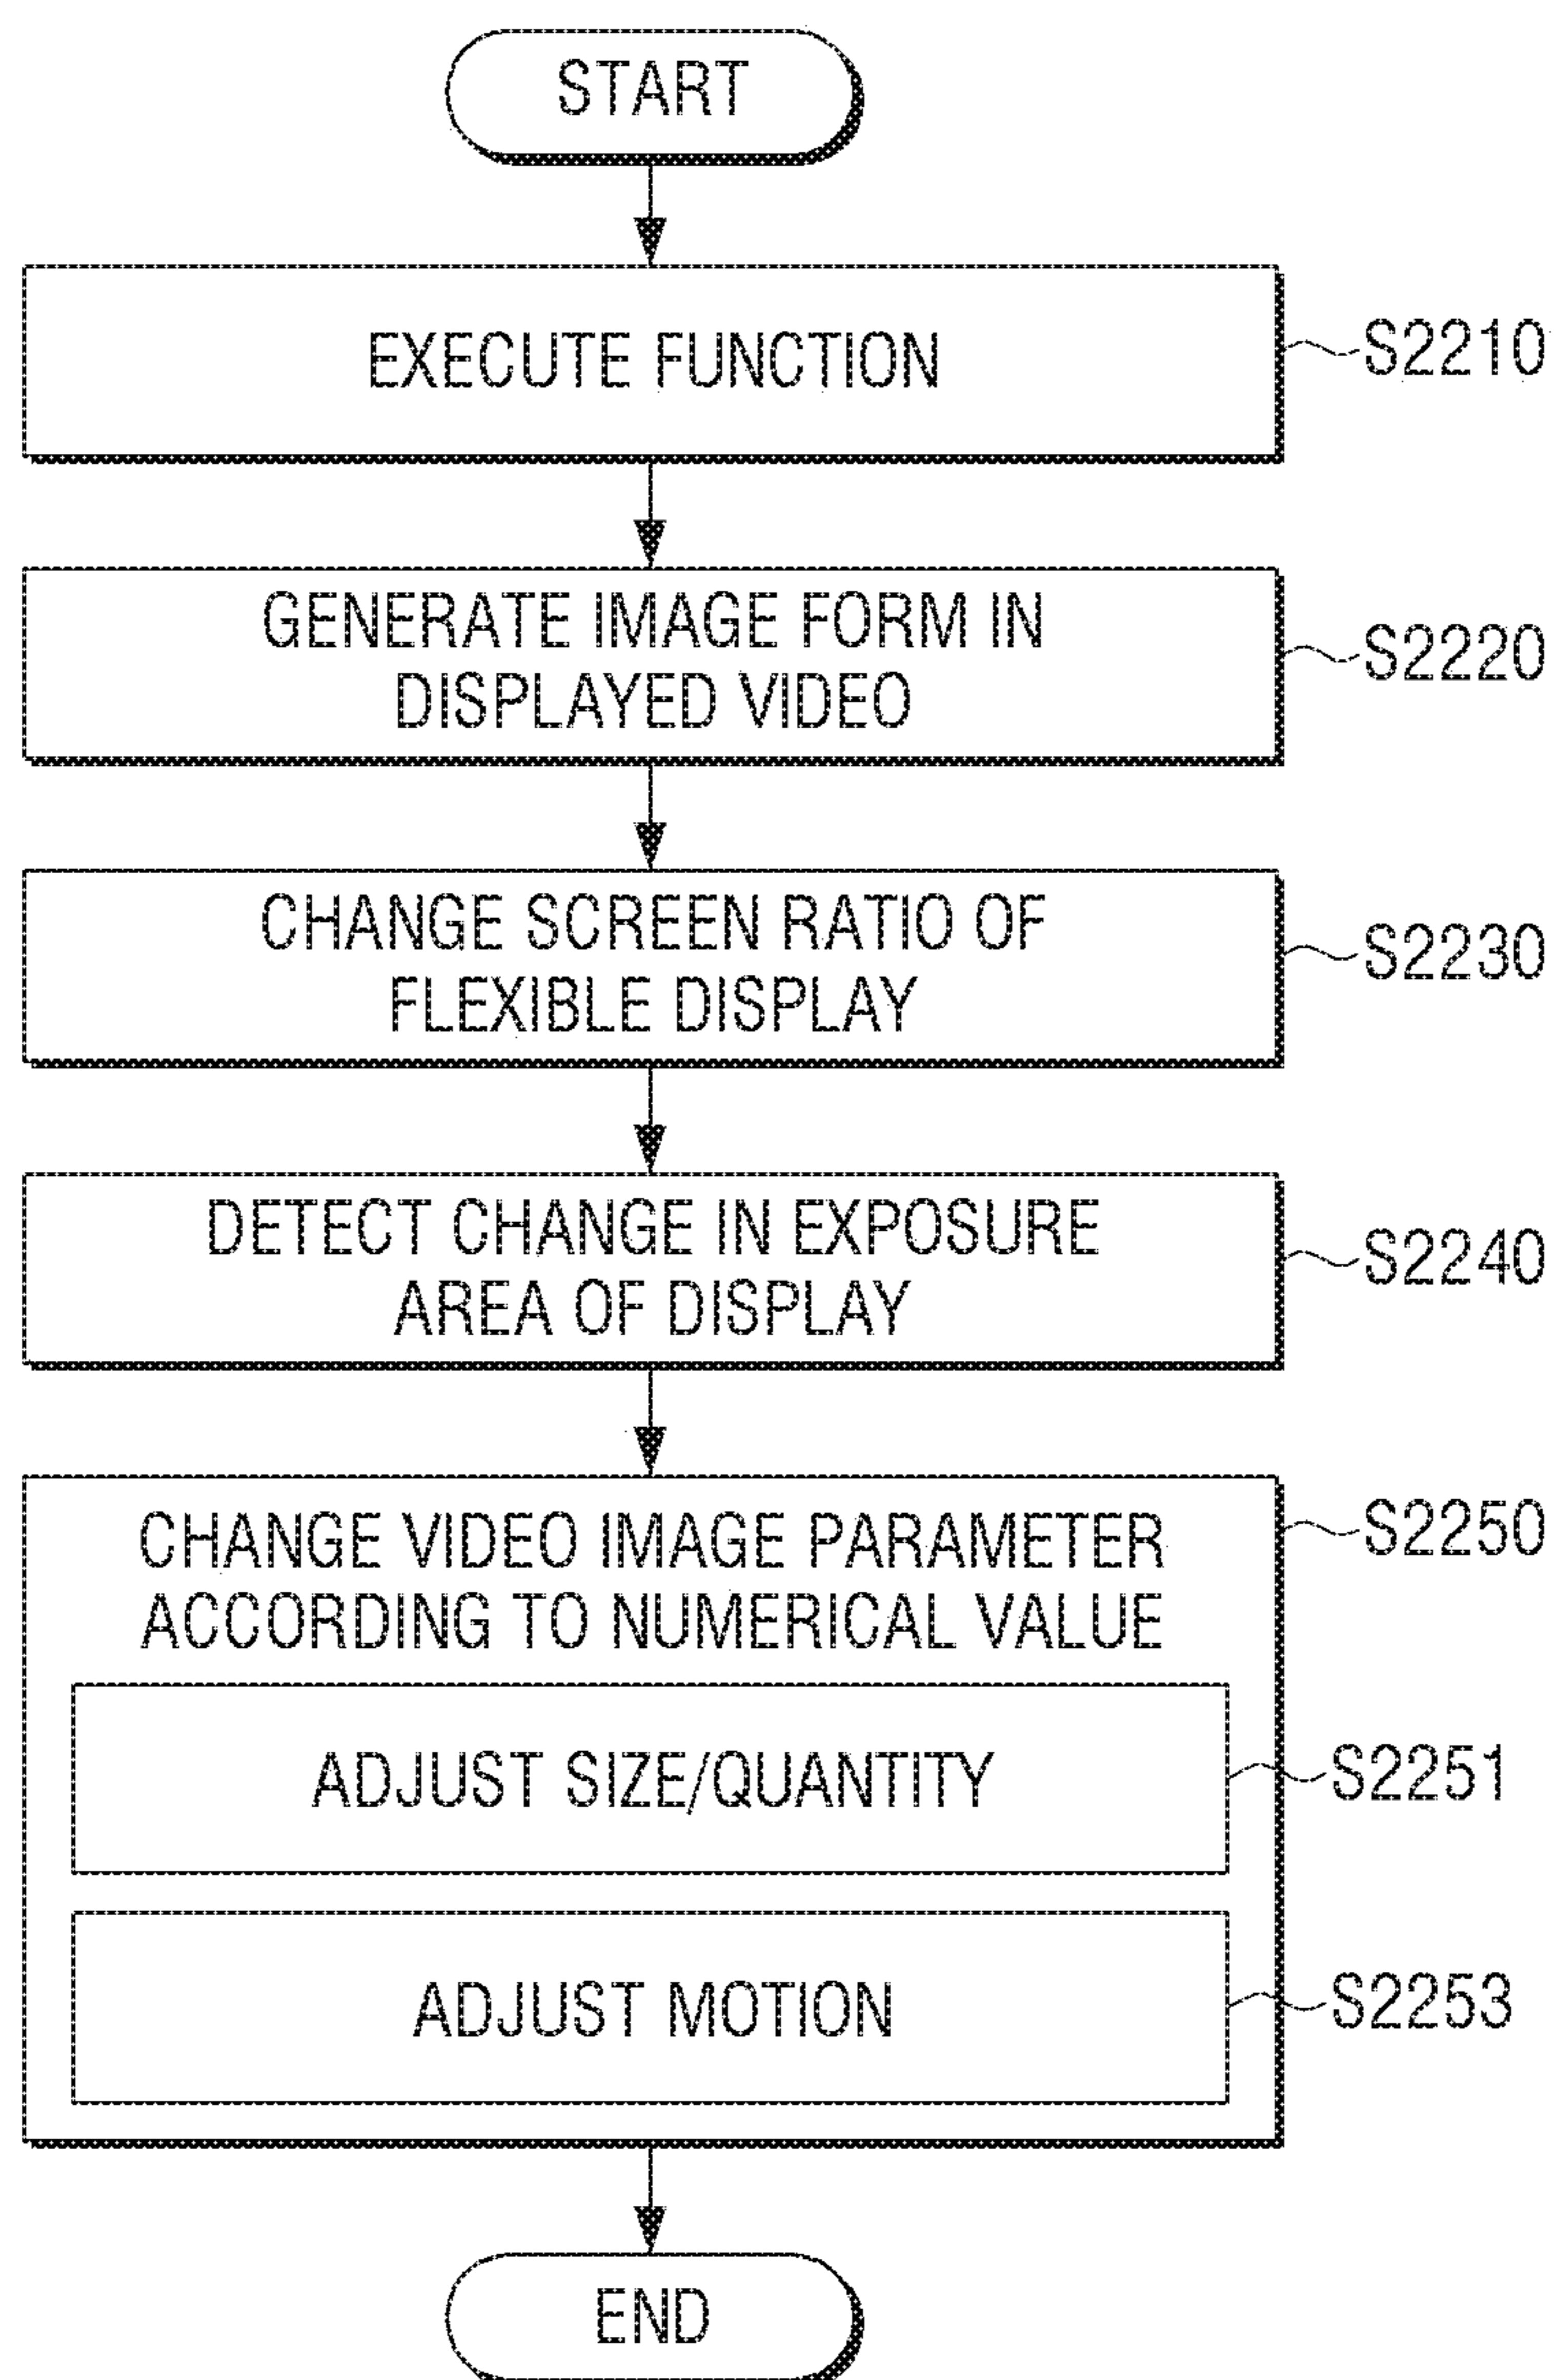 START
EXECUTE FUNCTION
S2210
GENERATE IMAGE FORM IN
DISPLAYED VIDEO
S2220
CHANGE SCREEN RATIO OF
FLEXIBLE DISPLAY
S2230
DETECT CHANGE IN EXPOSURE
AREA OF DISPLAY
S2240
CHANGE VIDEO IMAGE PARAMETER
ACCORDING TO NUMERICAL VALUE
S2250
ADJUST SIZE/QUANTITY
S2251
ADJUST MOTION
S2253
END